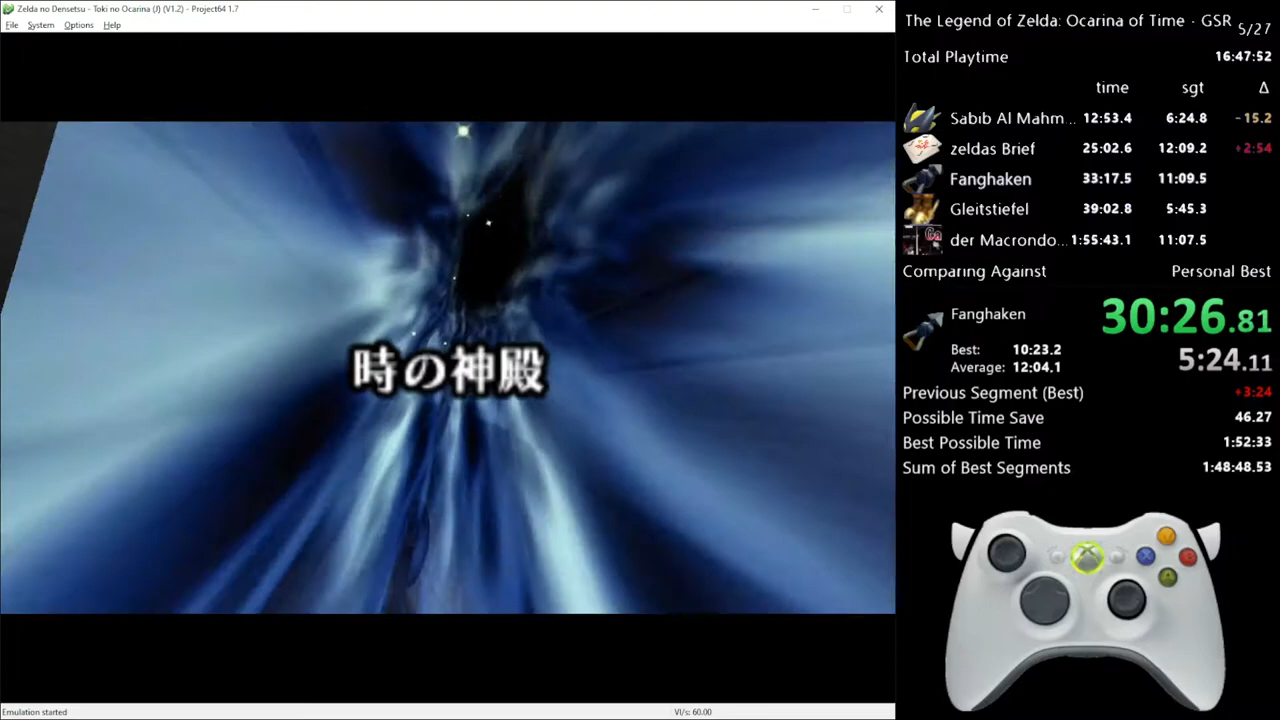 Zelda no Densetsu - Toki no Ocarina (J) (V1.2) - Project64 1.7
File System Options Help
時の神殿
Emulation started
VI/s: 60.00
The Legend of Zelda: Ocarina of Time · GSR 5/27
Total Playtime 16:47:52
time sgt Δ
Sabib Al Mahm... 12:53.4 6:24.8 -15.2
zeldas Brief 25:02.6 12:09.2 +2:54
Fanghaken 33:17.5 11:09.5
Gleitstiefel 39:02.8 5:45.3
der Macrondo... 1:55:43.1 11:07.5
Comparing Against Personal Best
Fanghaken 30:26.81
Best: 10:23.2 5:24.11
Average: 12:04.1
Previous Segment (Best) +3:24
Possible Time Save 46.27
Best Possible Time 1:52:33
Sum of Best Segments 1:48:48.53
X Y B A